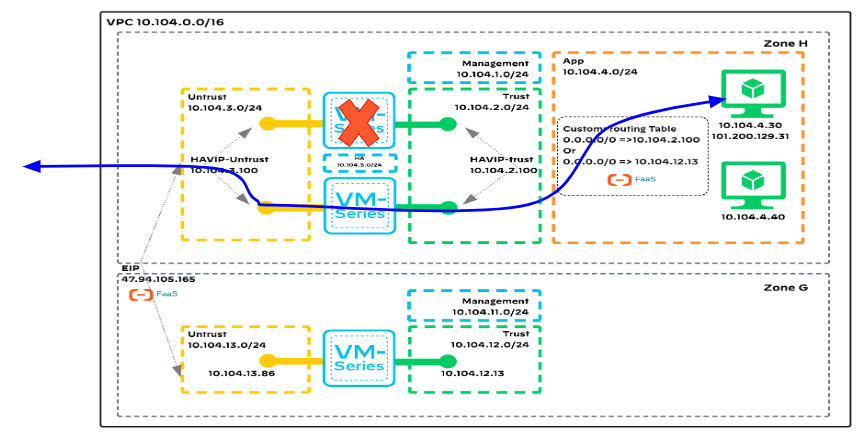 VPC 10.104.0.0/16
Zone H
Management
10.104.1.0/24
App
10.104.4.0/24
Untrust
10.104.3.0/24
Trust
10.104.2.0/24
VM-
Series
HA
10.104.5.0/24
HAVIP-Untrust
10.104.3.100
HAVIP-trust
10.104.2.100
VM-
Series
Custom routing Table
0.0.0.0/0 =>10.104.2.100
Or
0.0.0.0/0 => 10.104.12.13
FaaS
10.104.4.30
101.200.129.31
10.104.4.40
EIP
47.94.105.165
FaaS
Zone G
Management
10.104.11.0/24
Untrust
10.104.13.0/24
Trust
10.104.12.0/24
VM-
Series
10.104.13.86
10.104.12.13